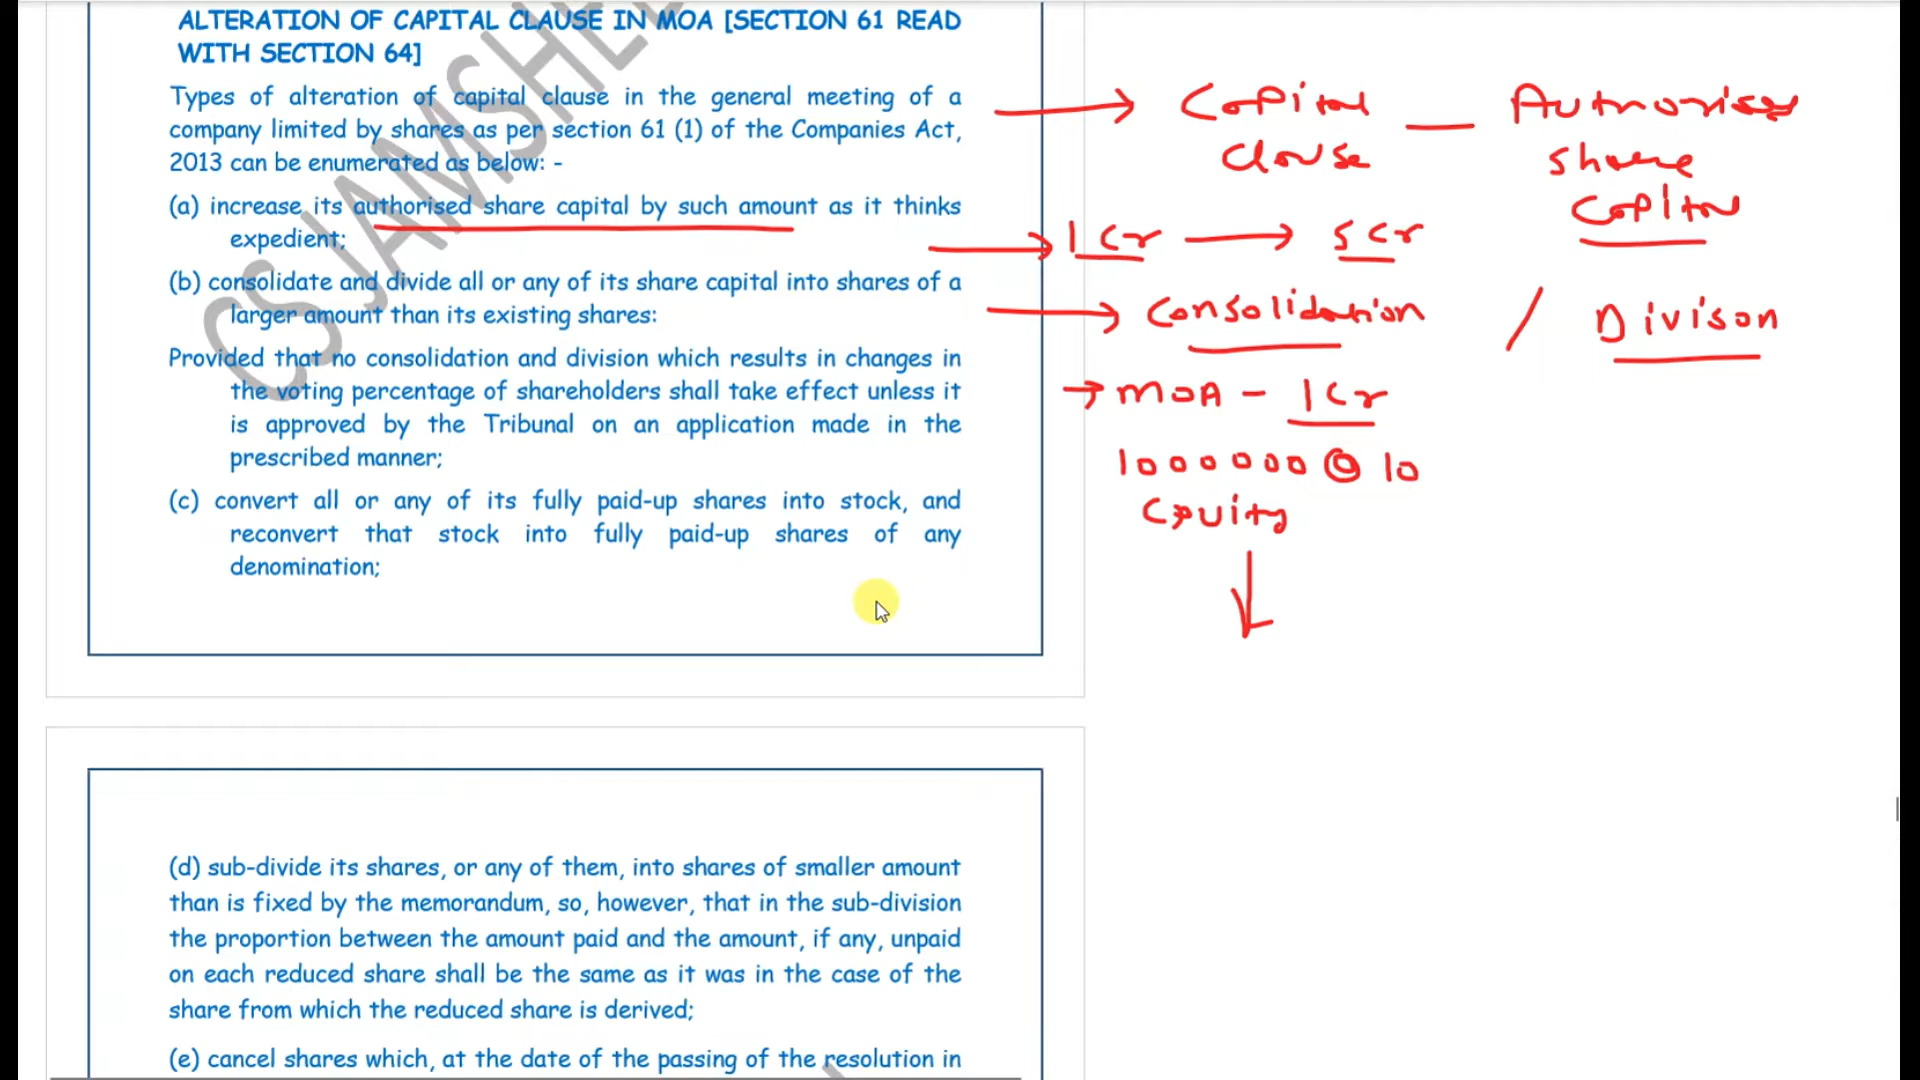 ALTERATION OF CAPITAL CLAUSE IN MOA [SECTION 61 READ
WITH SECTION 64]
Types of alteration of capital clause in the general meeting of a
company limited by shares as per section 61 (1) of the Companies Act,
2013 can be enumerated as below: -
(a) increase its authorised share capital by such amount as it thinks
expedient;
(b) consolidate and divide all or any of its share capital into shares of a
larger amount than its existing shares:
Provided that no consolidation and division which results in changes in
the voting percentage of shareholders shall take effect unless it
is approved by the Tribunal on an application made in the
prescribed manner;
(c) convert all or any of its fully paid-up shares into stock, and
reconvert that stock into fully paid-up shares of any
denomination;
(d) sub-divide its shares, or any of them, into shares of smaller amount
than is fixed by the memorandum, so, however, that in the sub-division
the proportion between the amount paid and the amount, if any, unpaid
on each reduced share shall be the same as it was in the case of the
share from which the reduced share is derived;
(e) cancel shares which, at the date of the passing of the resolution in
CS JAMSHE
Capital — Authorises
clause share
capital
1 Cr → 5 Cr
Consolidation / Divison
→ MOA - 1 Cr
1000000 @ 10
Equity